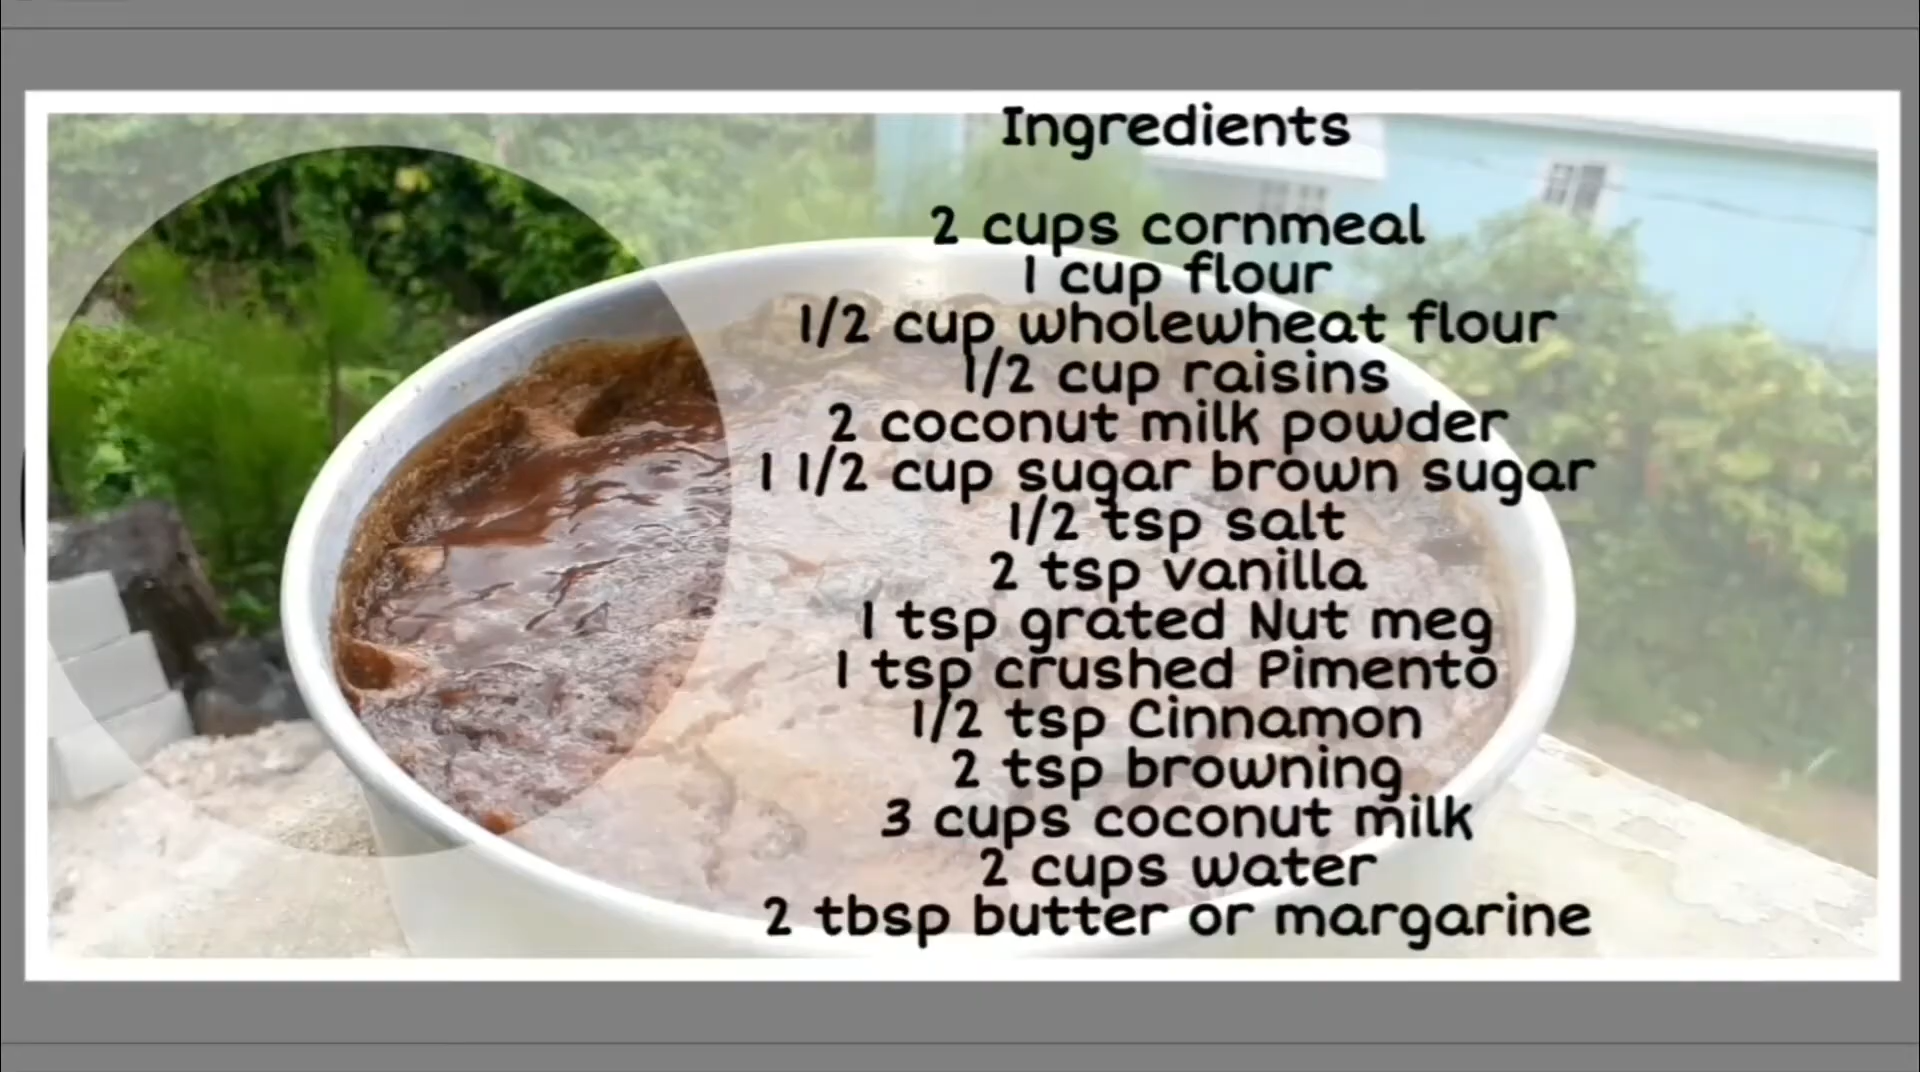 Ingredients
2 cups cornmeal
1 cup flour
1/2 cup wholewheat flour
1/2 cup raisins
2 coconut milk powder
1 1/2 cup sugar brown sugar
1/2 tsp salt
2 tsp vanilla
1 tsp grated Nut meg
1 tsp crushed Pimento
1/2 tsp Cinnamon
2 tsp browning
3 cups coconut milk
2 cups water
2 tbsp butter or margarine